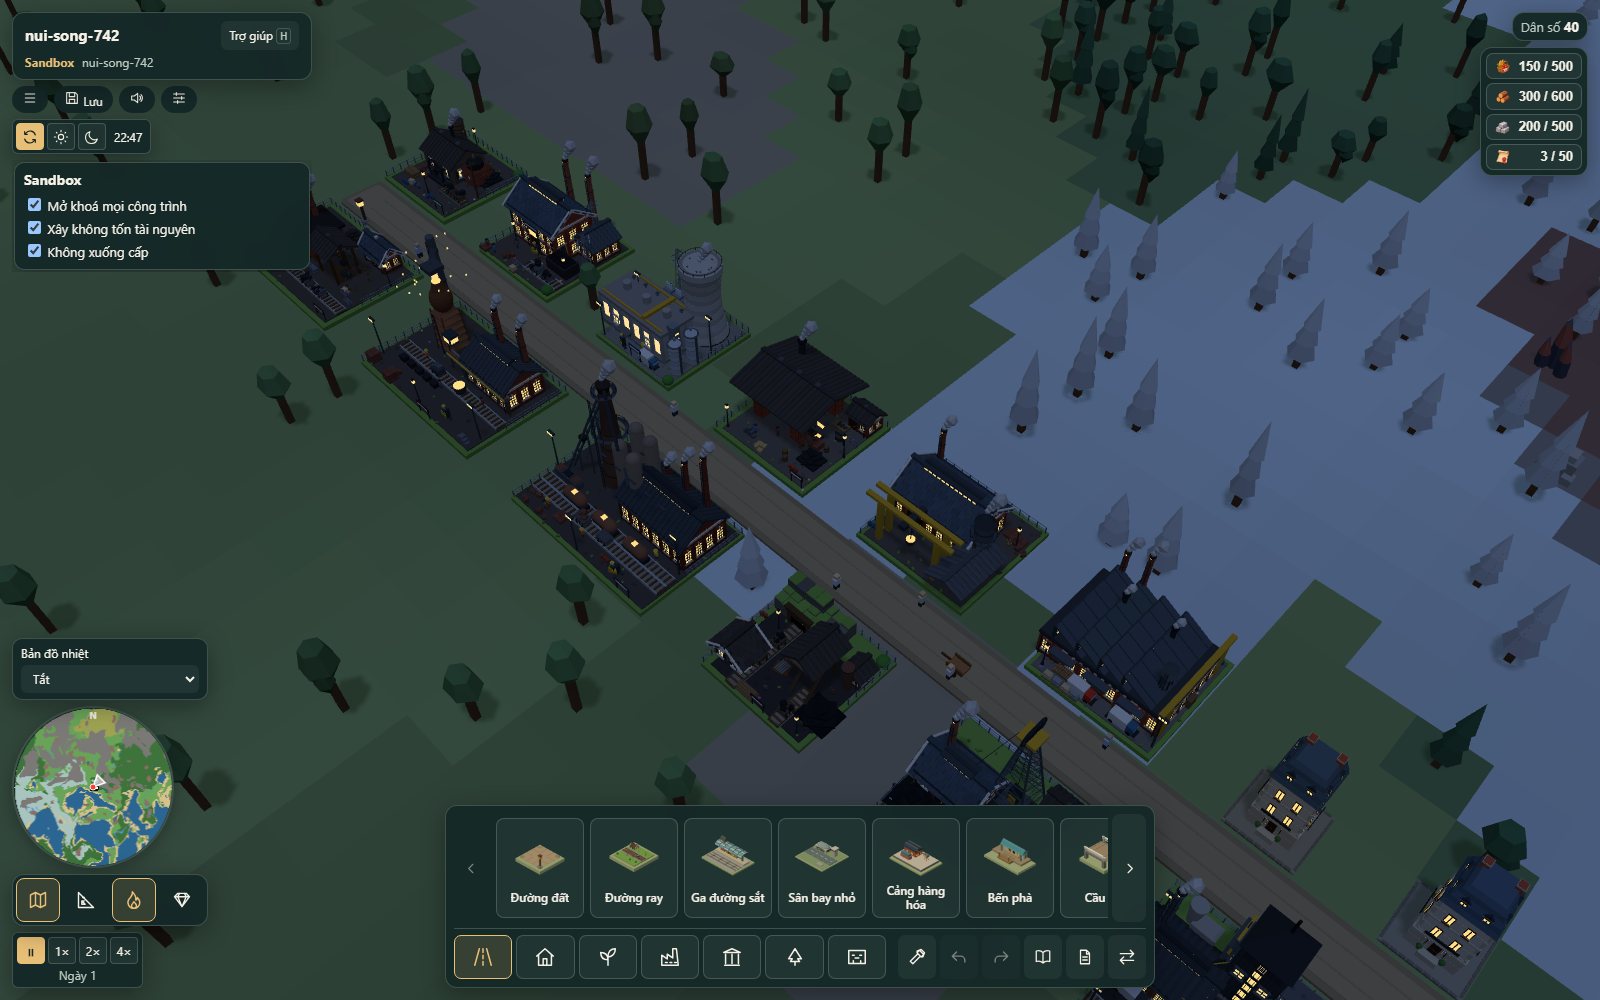 nui-song-742
Trợ giúp H
Sandbox nui-song-742
Lưu
22:47
Sandbox
Mở khoá mọi công trình
Xây không tốn tài nguyên
Không xuống cấp
Dân số 40
150 / 500
300 / 600
200 / 500
3 / 50
Bản đồ nhiệt
Tắt
N
1×
2×
4×
Ngày 1
Đường đất
Đường ray
Ga đường sắt
Sân bay nhỏ
Cảng hàng
hóa
Bến phà
Cầu